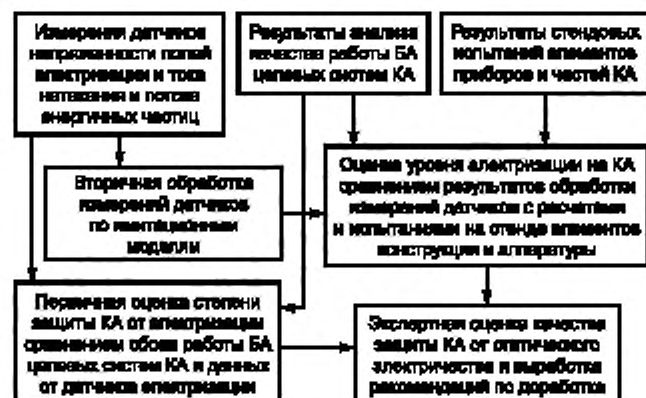 Измерения датчиков
напряженности полей
электризации и тока
натекания и потока
энергичных частиц
Результаты анализа
качества работы БА
целевых систем КА
Результаты стендовых
испытаний элементов
приборов и частей КА
Вторичная обработка
измерений датчиков
по имитационным
моделям
Оценка уровня электризации на КА
сравнением результатов обработки
измерений датчиков с расчетами
и испытаниями на стенде элементов
конструкции и аппаратуры
Первичная оценка степени
защиты КА от электризации
сравнением сбоев работы БА
целевых систем КА и данных
от датчиков электризации
Экспертная оценка качества
защиты КА от статического
электричества и выработка
рекомендаций по доработке